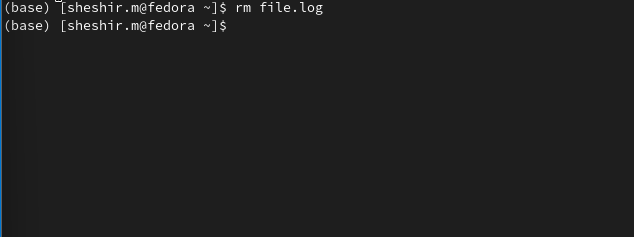 (base) [sheshir.m@fedora ~]$ rm file.log
(base) [sheshir.m@fedora ~]$